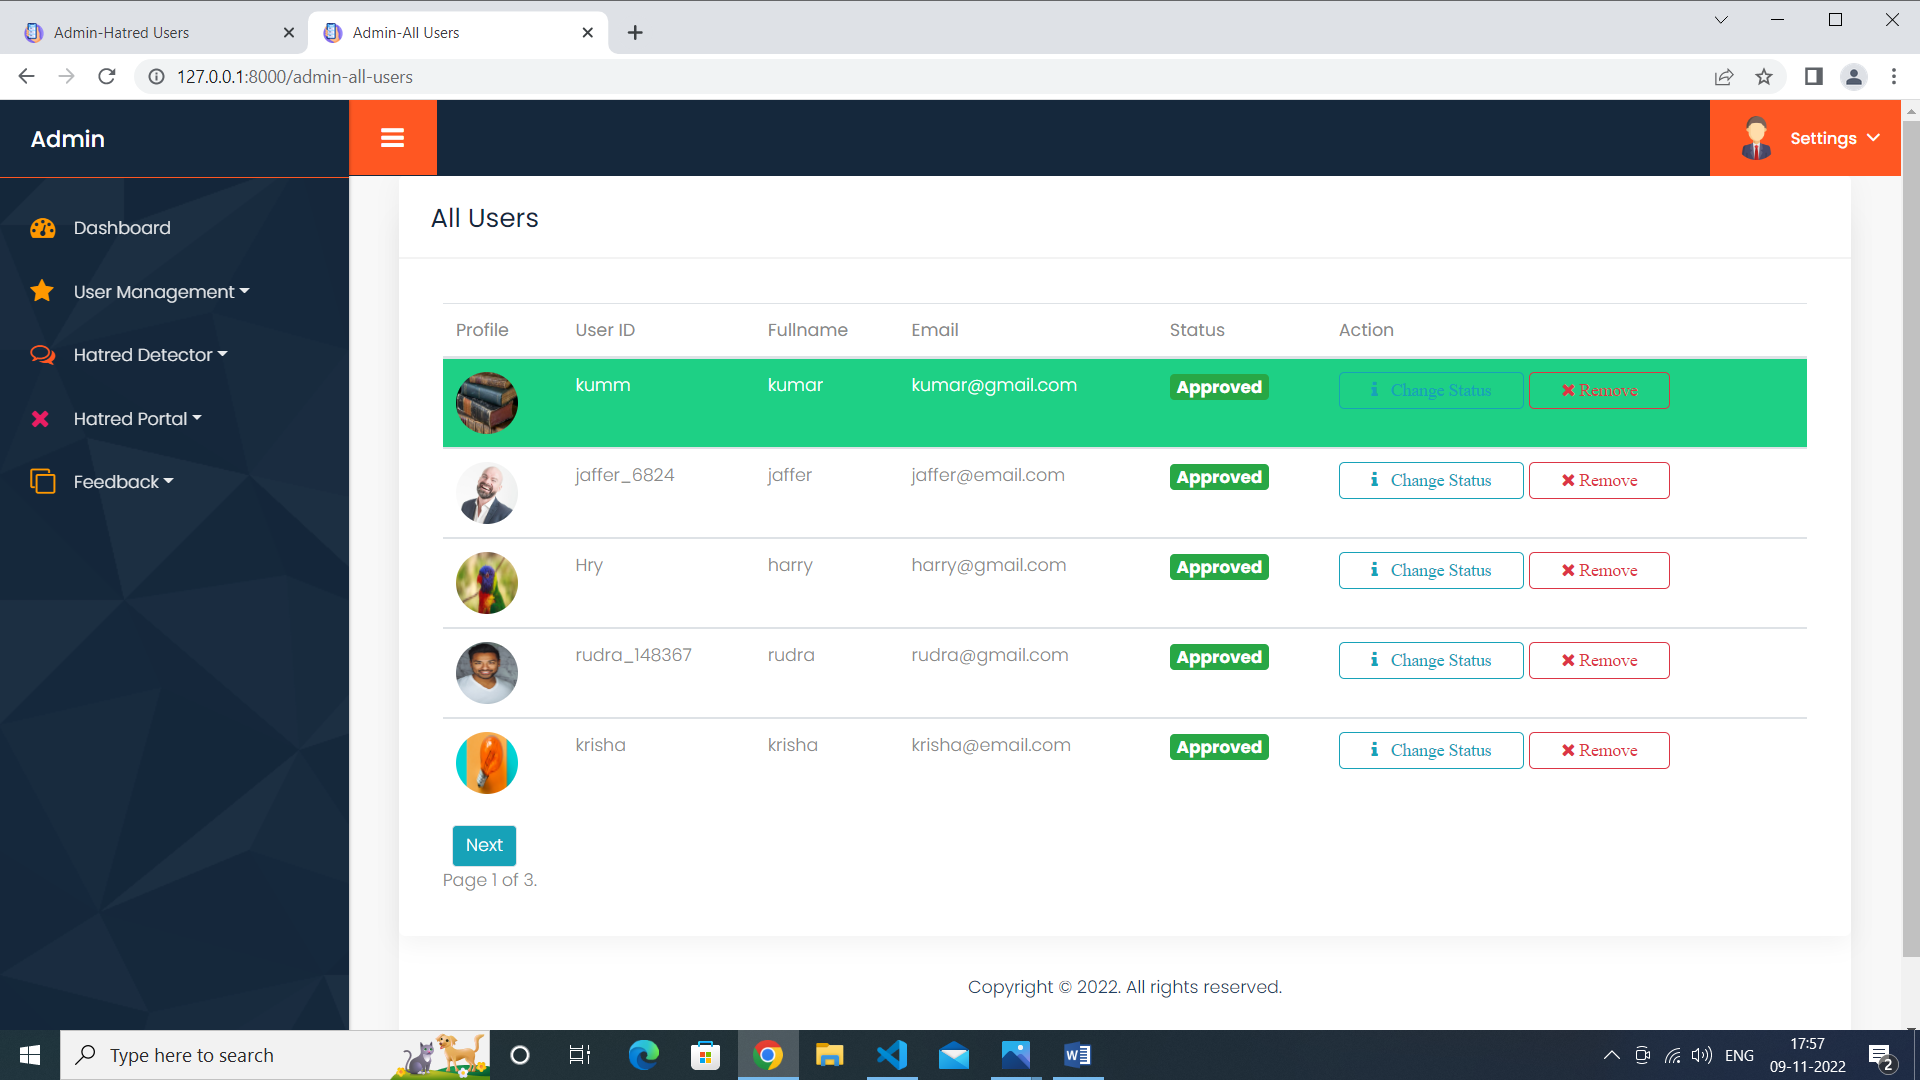 Admin-Hatred Users
Admin-All Users
127.0.0.1:8000/admin-all-users
Admin
Settings
Dashboard
User Management
Hatred Detector
Hatred Portal
Feedback
All Users
Profile User ID Fullname Email Status Action
kumm kumar kumar@gmail.com Approved Change Status Remove
jaffer_6824 jaffer jaffer@email.com Approved Change Status Remove
Hry harry harry@gmail.com Approved Change Status Remove
rudra_148367 rudra rudra@gmail.com Approved Change Status Remove
krisha krisha krisha@email.com Approved Change Status Remove
Next
Page 1 of 3.
Copyright © 2022. All rights reserved.
Type here to search
ENG
17:57
09-11-2022
2